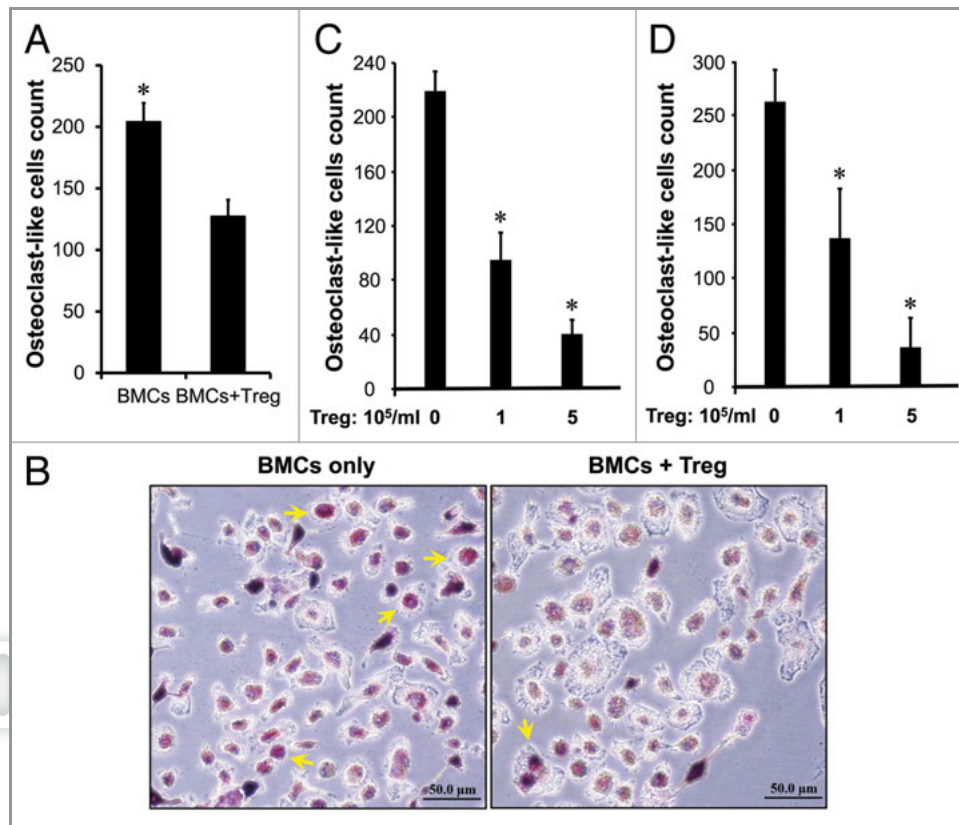 A
Osteoclast-like cells count
250
200
150
100
50
0
*
BMCs BMCs+Treg
C
Osteoclast-like cells count
240
200
160
120
80
40
0
*
*
Treg: 10⁵/ml 0 1 5
D
Osteoclast-like cells count
300
250
200
150
100
50
0
*
*
Treg: 10⁵/ml 0 1 5
B
BMCs only
BMCs + Treg
50.0 µm
50.0 µm